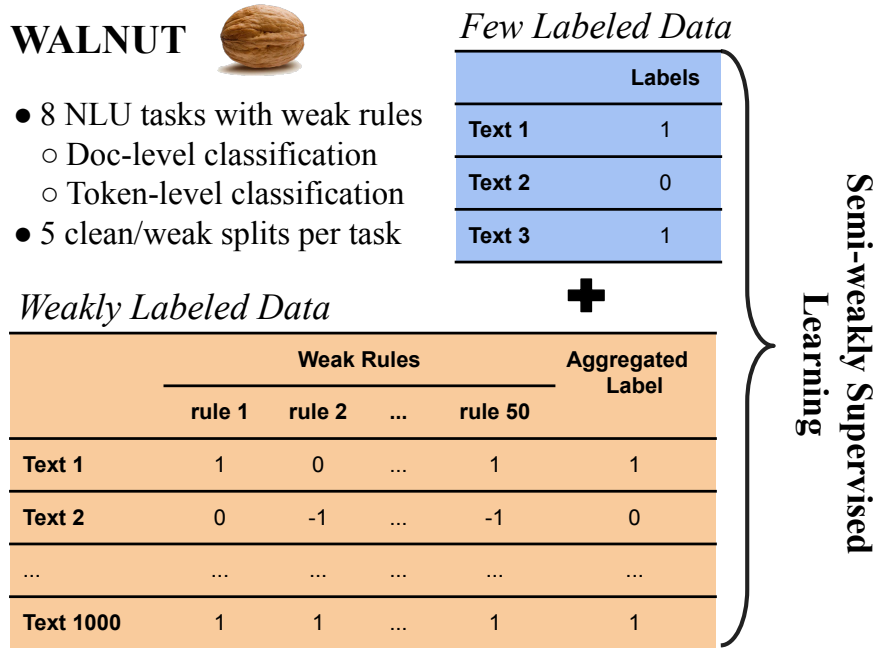 WALNUT
● 8 NLU tasks with weak rules
○ Doc-level classification
○ Token-level classification
● 5 clean/weak splits per task
Few Labeled Data
Labels
Text 1 1
Text 2 0
Text 3 1
Weakly Labeled Data
Weak Rules Aggregated
Label
rule 1 rule 2 ... rule 50
Text 1 1 0 ... 1 1
Text 2 0 -1 ... -1 0
... ... ... ... ... ...
Text 1000 1 1 ... 1 1
Semi-weakly Supervised
Learning